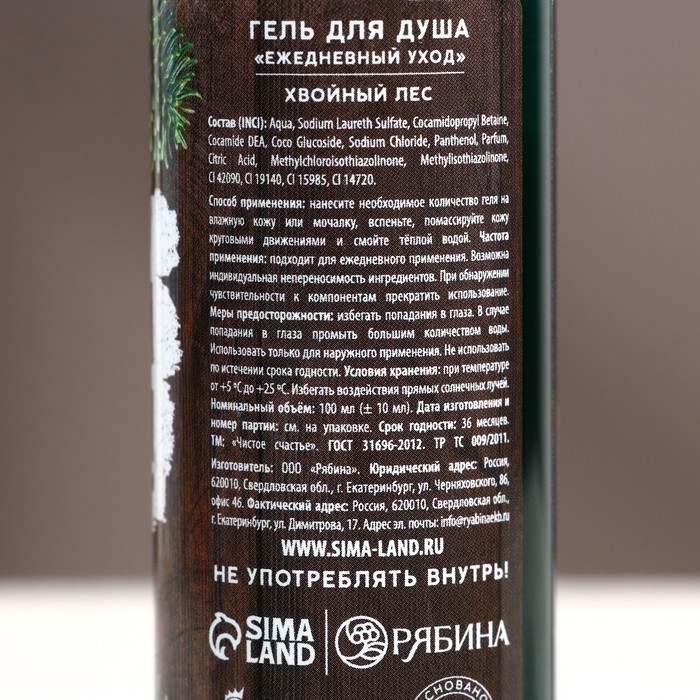 ГЕЛЬ ДЛЯ ДУША
«ЕЖЕДНЕВНЫЙ УХОД»
ХВОЙНЫЙ ЛЕС
Состав (INCI): Aqua, Sodium Laureth Sulfate, Cocamidopropyl Betaine,
Cocamide DEA, Coco Glucoside, Sodium Chloride, Panthenol, Parfum,
Citric Acid, Methylchloroisothiazolinone, Methylisothiazolinone,
CI 42090, CI 19140, CI 15985, CI 14720.
Способ применения: нанесите необходимое количество геля на
влажную кожу или мочалку, вспеньте, помассируйте кожу
круговыми движениями и смойте тёплой водой. Частота
применения: подходит для ежедневного применения. Возможна
индивидуальная непереносимость ингредиентов. При обнаружении
чувствительности к компонентам прекратить использование.
Меры предосторожности: избегать попадания в глаза. В случае
попадания в глаза промыть большим количеством воды.
Использовать только для наружного применения. Не использовать
по истечении срока годности. Условия хранения: при температуре
от +5 °С до +25 °С. Избегать воздействия прямых солнечных лучей.
Номинальный объём: 100 мл (± 10 мл). Дата изготовления и
номер партии: см. на упаковке. Срок годности: 36 месяцев.
ТМ: «Чистое счастье». ГОСТ 31696-2012. ТР ТС 009/2011.
Изготовитель: ООО «Рябина». Юридический адрес: Россия,
620010, Свердловская обл., г. Екатеринбург, ул. Черняховского, 86,
офис 46. Фактический адрес: Россия, 620010, Свердловская обл.,
г. Екатеринбург, ул. Димитрова, 17. Адрес эл. почты: info@ryabinaekb.ru
WWW.SIMA-LAND.RU
НЕ УПОТРЕБЛЯТЬ ВНУТРЬ!
SIMA
LAND
РЯБИНА